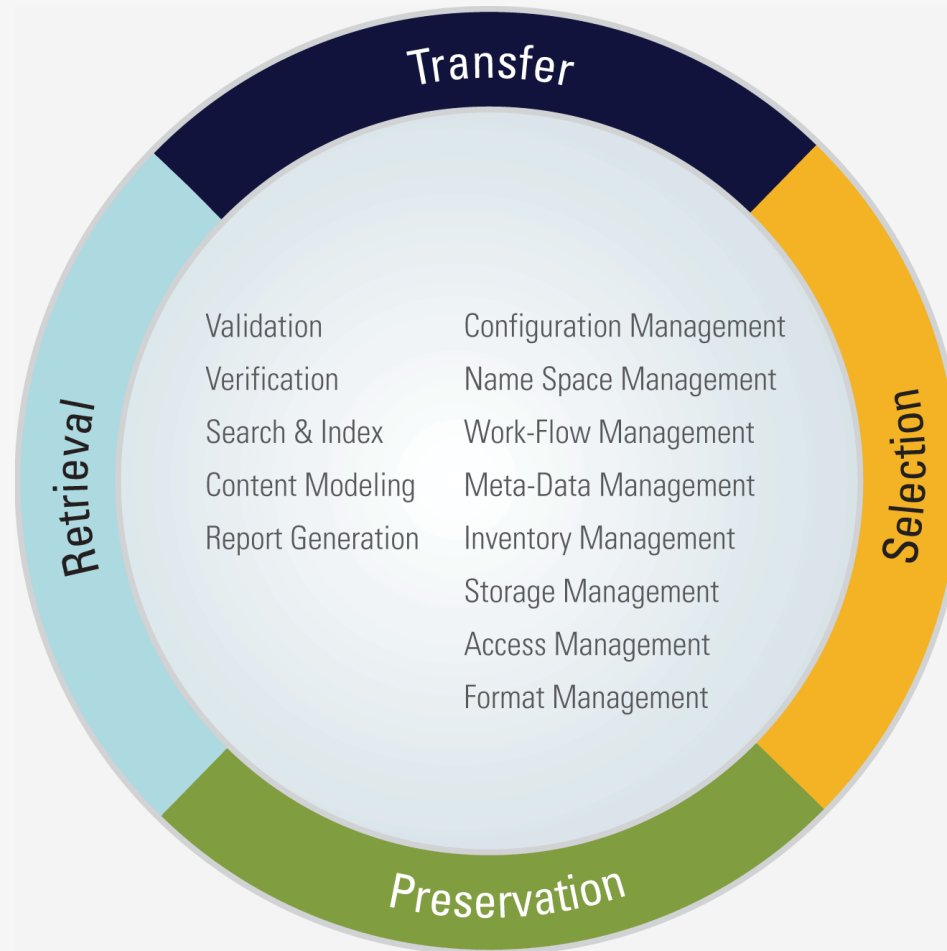 Transfer
Retrieval
Selection
Validation
Verification
Search & Index
Content Modeling
Report Generation
Configuration Management
Name Space Management
Work-Flow Management
Meta-Data Management
Inventory Management
Storage Management
Access Management
Format Management
Preservation